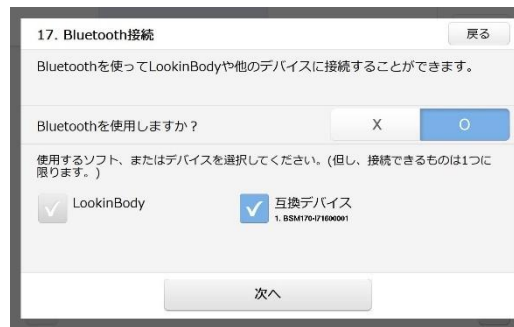 17. Bluetooth接続
戻る
Bluetoothを使ってLookinBodyや他のデバイスに接続することができます。
Bluetoothを使用しますか？
X
O
使用するソフト、またはデバイスを選択してください。(但し、接続できるものは1つに
限ります。)
LookinBody
互換デバイス
1. BSM170-I71600001
次へ